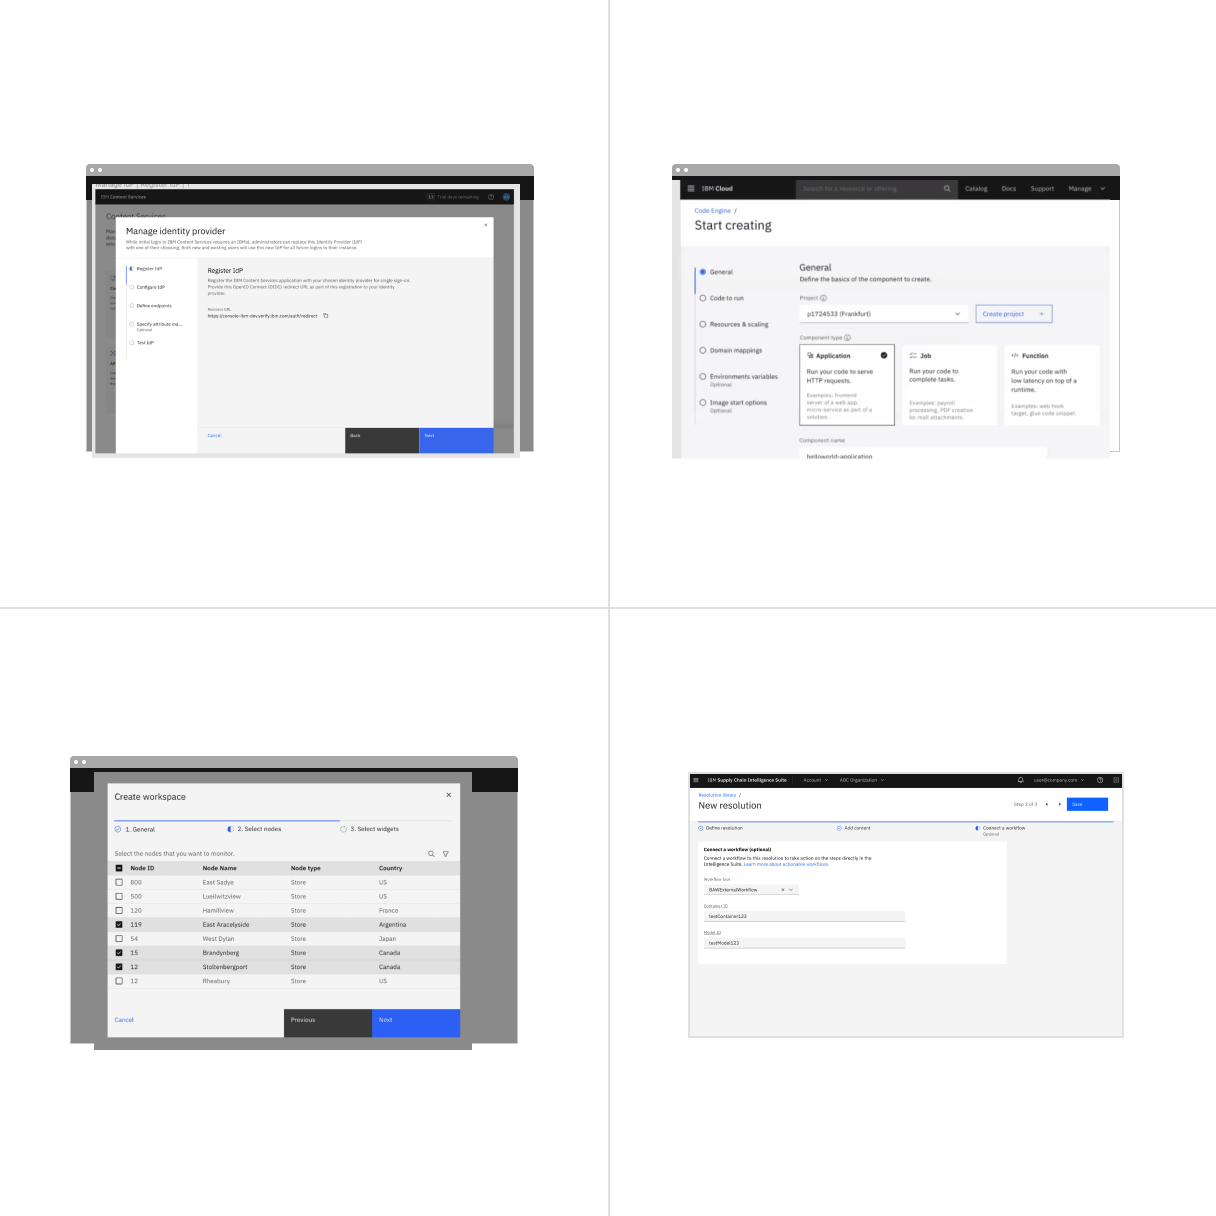 Manage IdP | Register IdP | 1
IBM Content Services
13 Trial days remaining
Content Services
Manage identity provider
While initial login to IBM Content Services requires an IBMid, administrators can replace this Identity Provider (IdP)
with one of their choosing. Both new and existing users will use this new IdP for all future logins to their instance.
Register IdP
Configure IdP
Define endpoints
Specify attribute ma...
Optional
Test IdP
Register IdP
Register the IBM Content Services application with your chosen identity provider for single sign-on.
Provide this OpenID Connect (OIDC) redirect URL as part of this registration to your identity
provider.
Redirect URL
https://console-ibm-dev.verify.ibm.com/auth/redirect
Cancel
Back
Next
IBM Cloud
Search for a resource or offering
Catalog
Docs
Support
Manage
Code Engine /
Start creating
General
Code to run
Resources & scaling
Domain mappings
Environments variables
Optional
Image start options
Optional
General
Define the basics of the component to create.
Project
p1724533 (Frankfurt)
Create project +
Component type
Application
Run your code to serve
HTTP requests.
Examples: frontend
server of a web app,
micro-service as part of a
solution.
Job
Run your code to
complete tasks.
Examples: payroll
processing, PDF creation
for mail attachments.
</> Function
Run your code with
low latency on top of a
runtime.
Examples: web hook
target, glue code snippet.
Component name
helloworld-application
Create workspace
1. General
2. Select nodes
3. Select widgets
Select the nodes that you want to monitor.
Node ID Node Name Node type Country
800 East Sadye Store US
500 Lueilwitzview Store US
120 Hamillview Store France
119 East Aracelyside Store Argentina
54 West Dylan Store Japan
15 Brandynberg Store Canada
12 Stoltenbergport Store Canada
12 Rheabury Store US
Cancel
Previous
Next
IBM Supply Chain Intelligence Suite
Account
ABC Organization
user@company.com
Resolution library /
New resolution
Step 3 of 3
Save
Define resolution
Add content
Connect a workflow
Optional
Connect a workflow (optional)
Connect a workflow to this resolution to take action on the steps directly in the
Intelligence Suite. Learn more about actionable workflows.
Workflow tool
BAWExternalWorkflow
Container ID
testContainer123
Model ID
testModel123